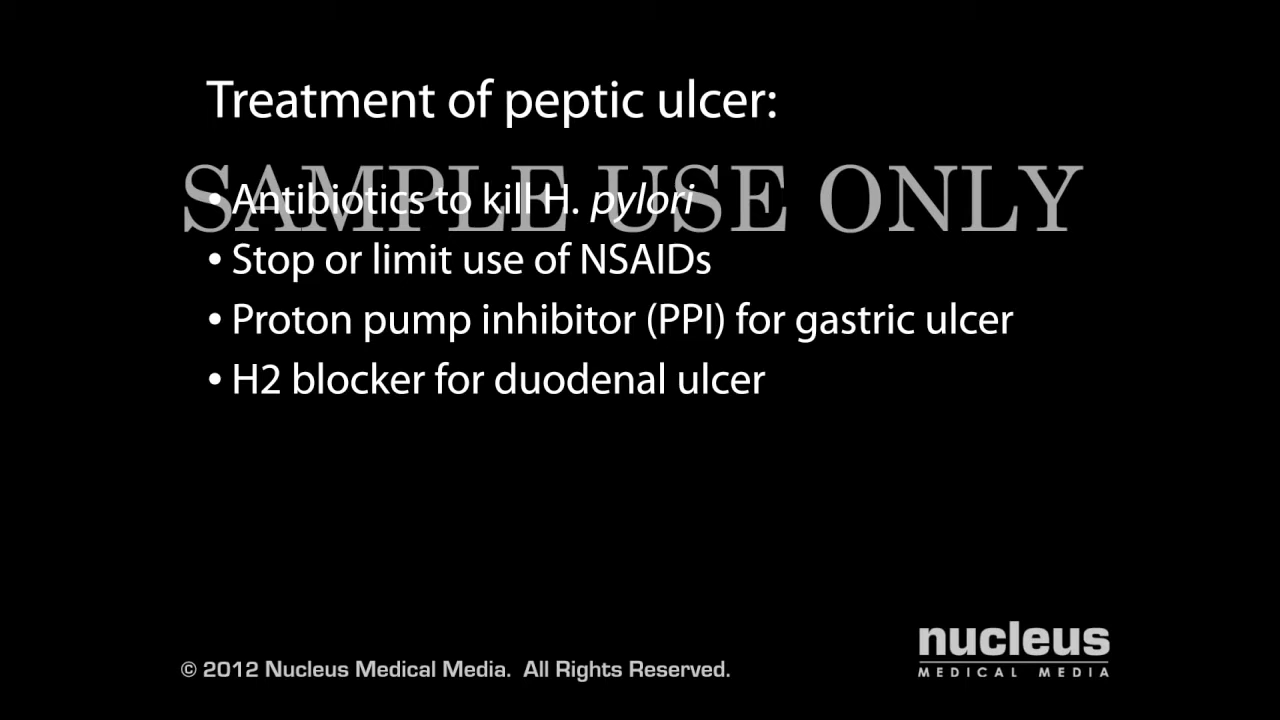 Treatment of peptic ulcer:
SAMPLE USE ONLY
• Antibiotics to kill H. pylori
• Stop or limit use of NSAIDs
• Proton pump inhibitor (PPI) for gastric ulcer
• H2 blocker for duodenal ulcer
nucleus
MEDICAL MEDIA
© 2012 Nucleus Medical Media. All Rights Reserved.